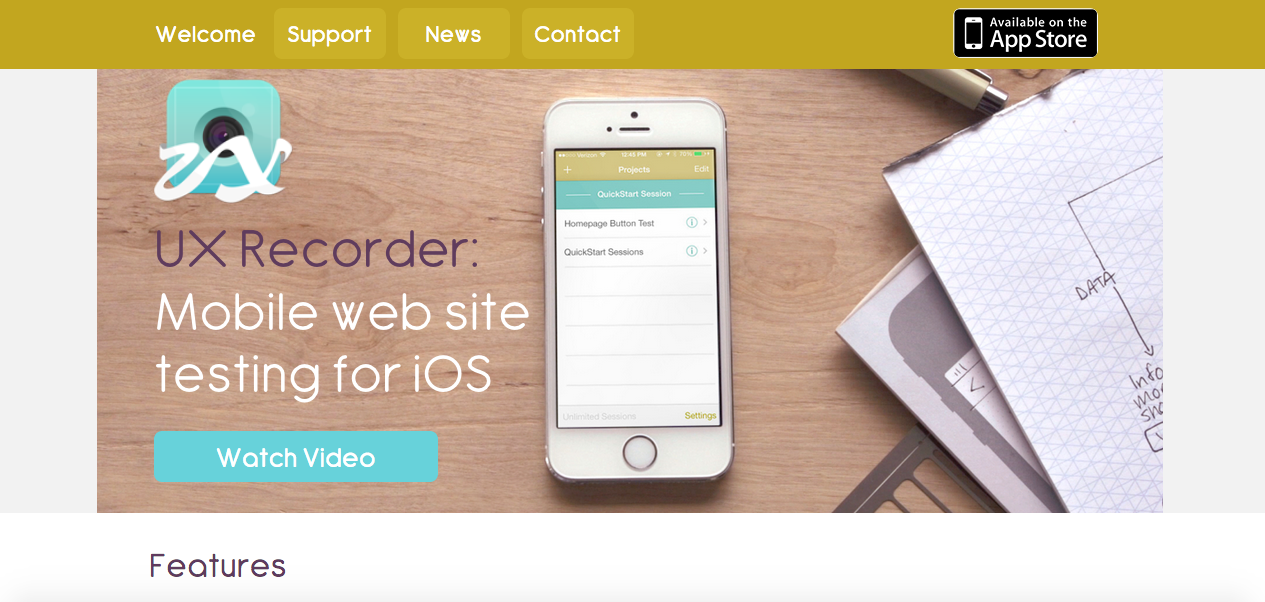 Welcome
Support
News
Contact
Available on the
App Store
UX
UX Recorder:
Mobile web site
testing for iOS
Watch Video
Verizon 12:45 PM 70%
+ Projects Edit
QuickStart Session
Homepage Button Test
QuickStart Sessions
Unlimited Sessions Settings
DATA
Info
Features